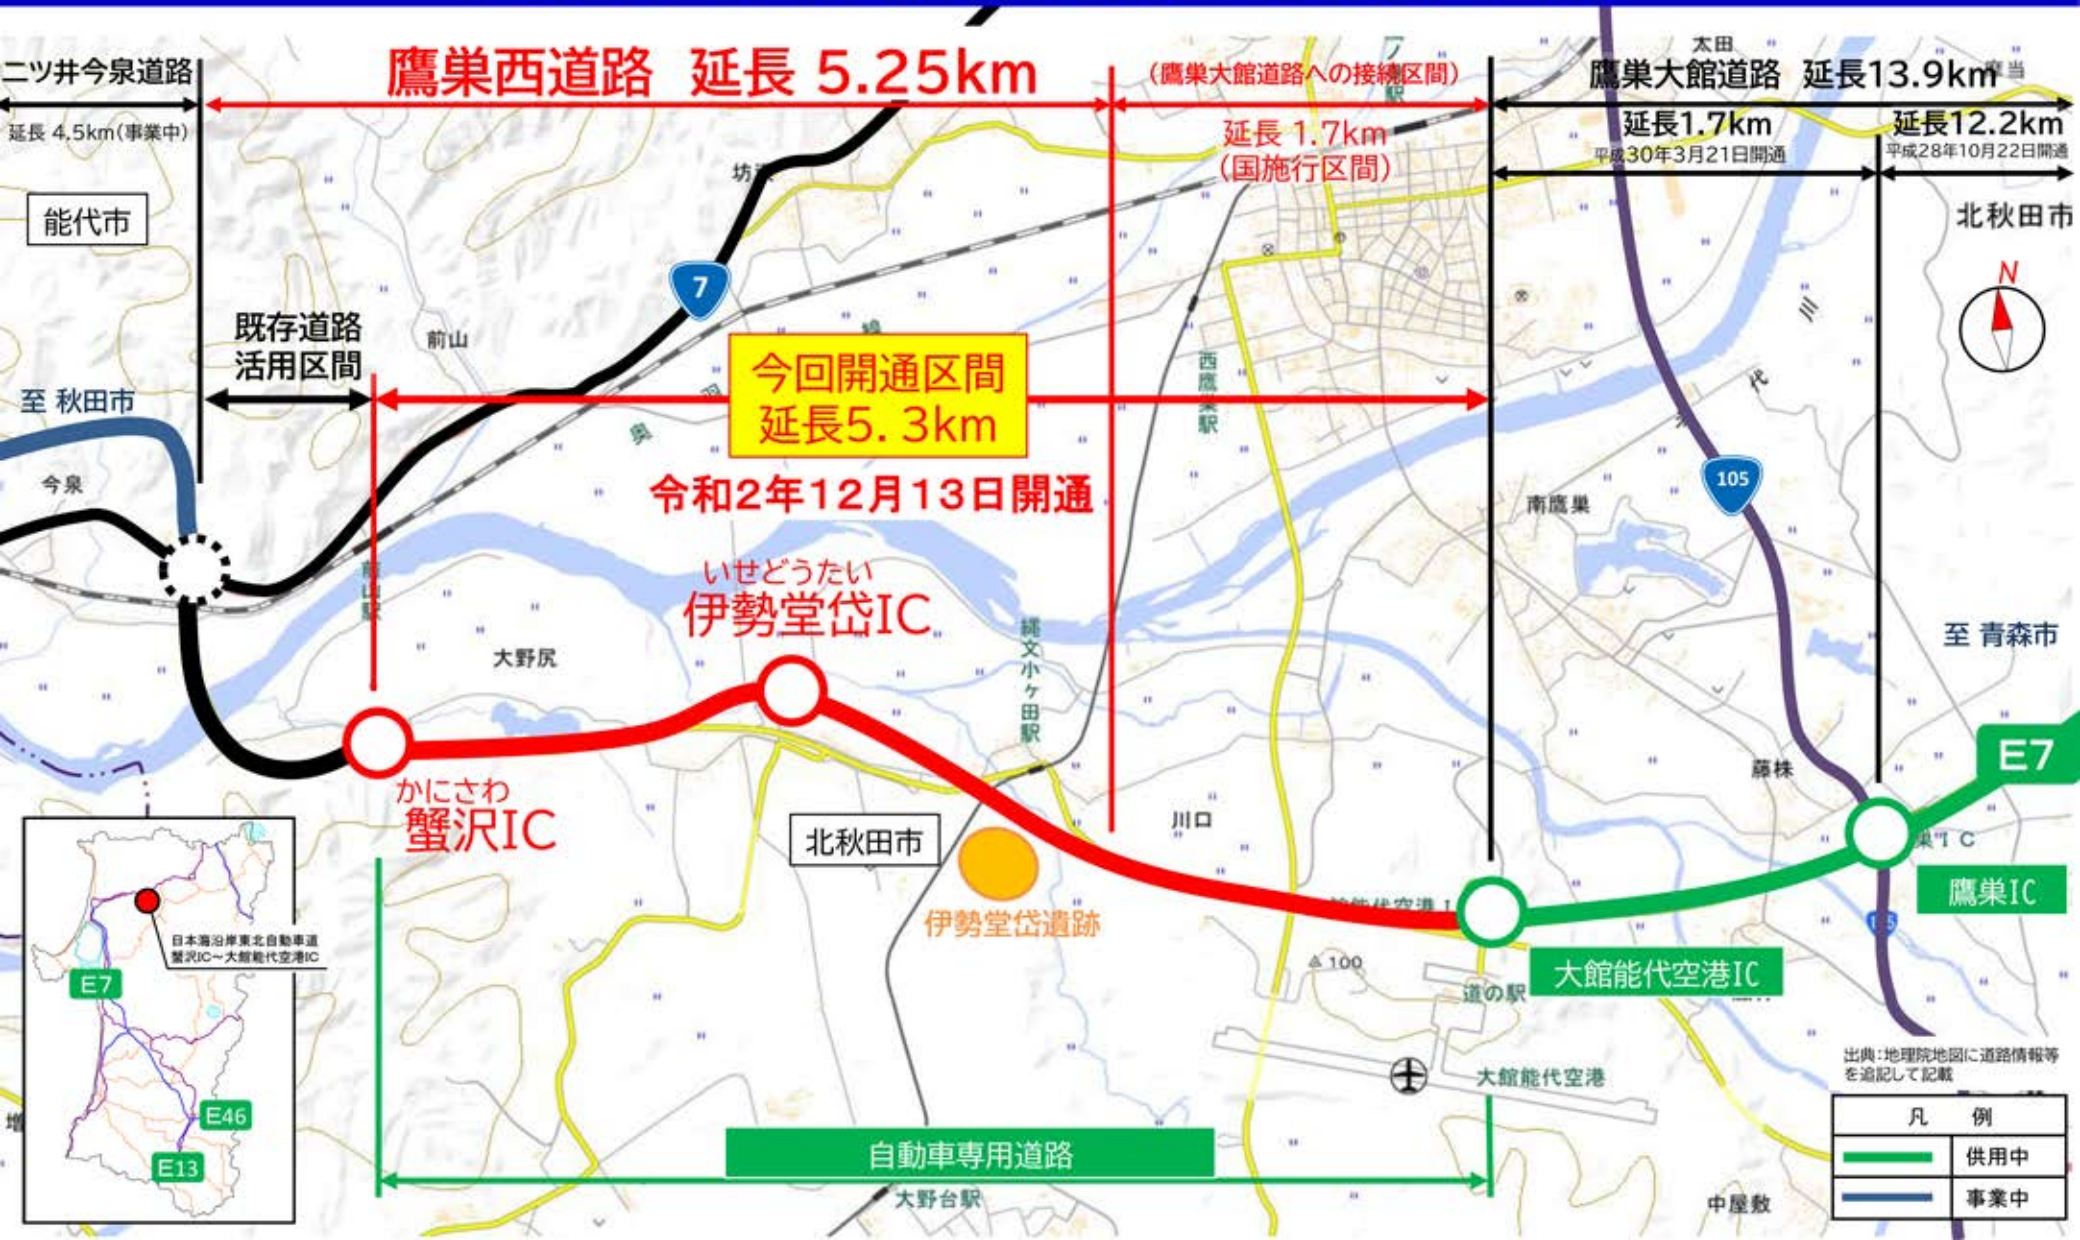 二ツ井今泉道路
延長 4.5km(事業中)
鷹巣西道路 延長 5.25km
(鷹巣大館道路への接続区間)
延長 1.7km
(国施行区間)
太田
鷹巣大館道路 延長13.9km
延長1.7km
平成30年3月21日開通
延長12.2km
平成28年10月22日開通
能代市
北秋田市
N
7
既存道路
活用区間
前山
今回開通区間
延長5.3km
令和2年12月13日開通
至 秋田市
今泉
奥
羽
線
西鷹巣駅
川
代
105
南鷹巣
前山駅
いせどうたい
伊勢堂岱IC
大野尻
縄文小ヶ田駅
至 青森市
E7
藤株
かにさわ
蟹沢IC
北秋田市
川口
鷹巣IC
伊勢堂岱遺跡
大館能代空港IC
100
道の駅
大館能代空港
日本海沿岸東北自動車道
蟹沢IC～大館能代空港IC
E7
E46
E13
自動車専用道路
大野台駅
中屋敷
出典:地理院地図に道路情報等
を追記して記載
凡 例
供用中
事業中